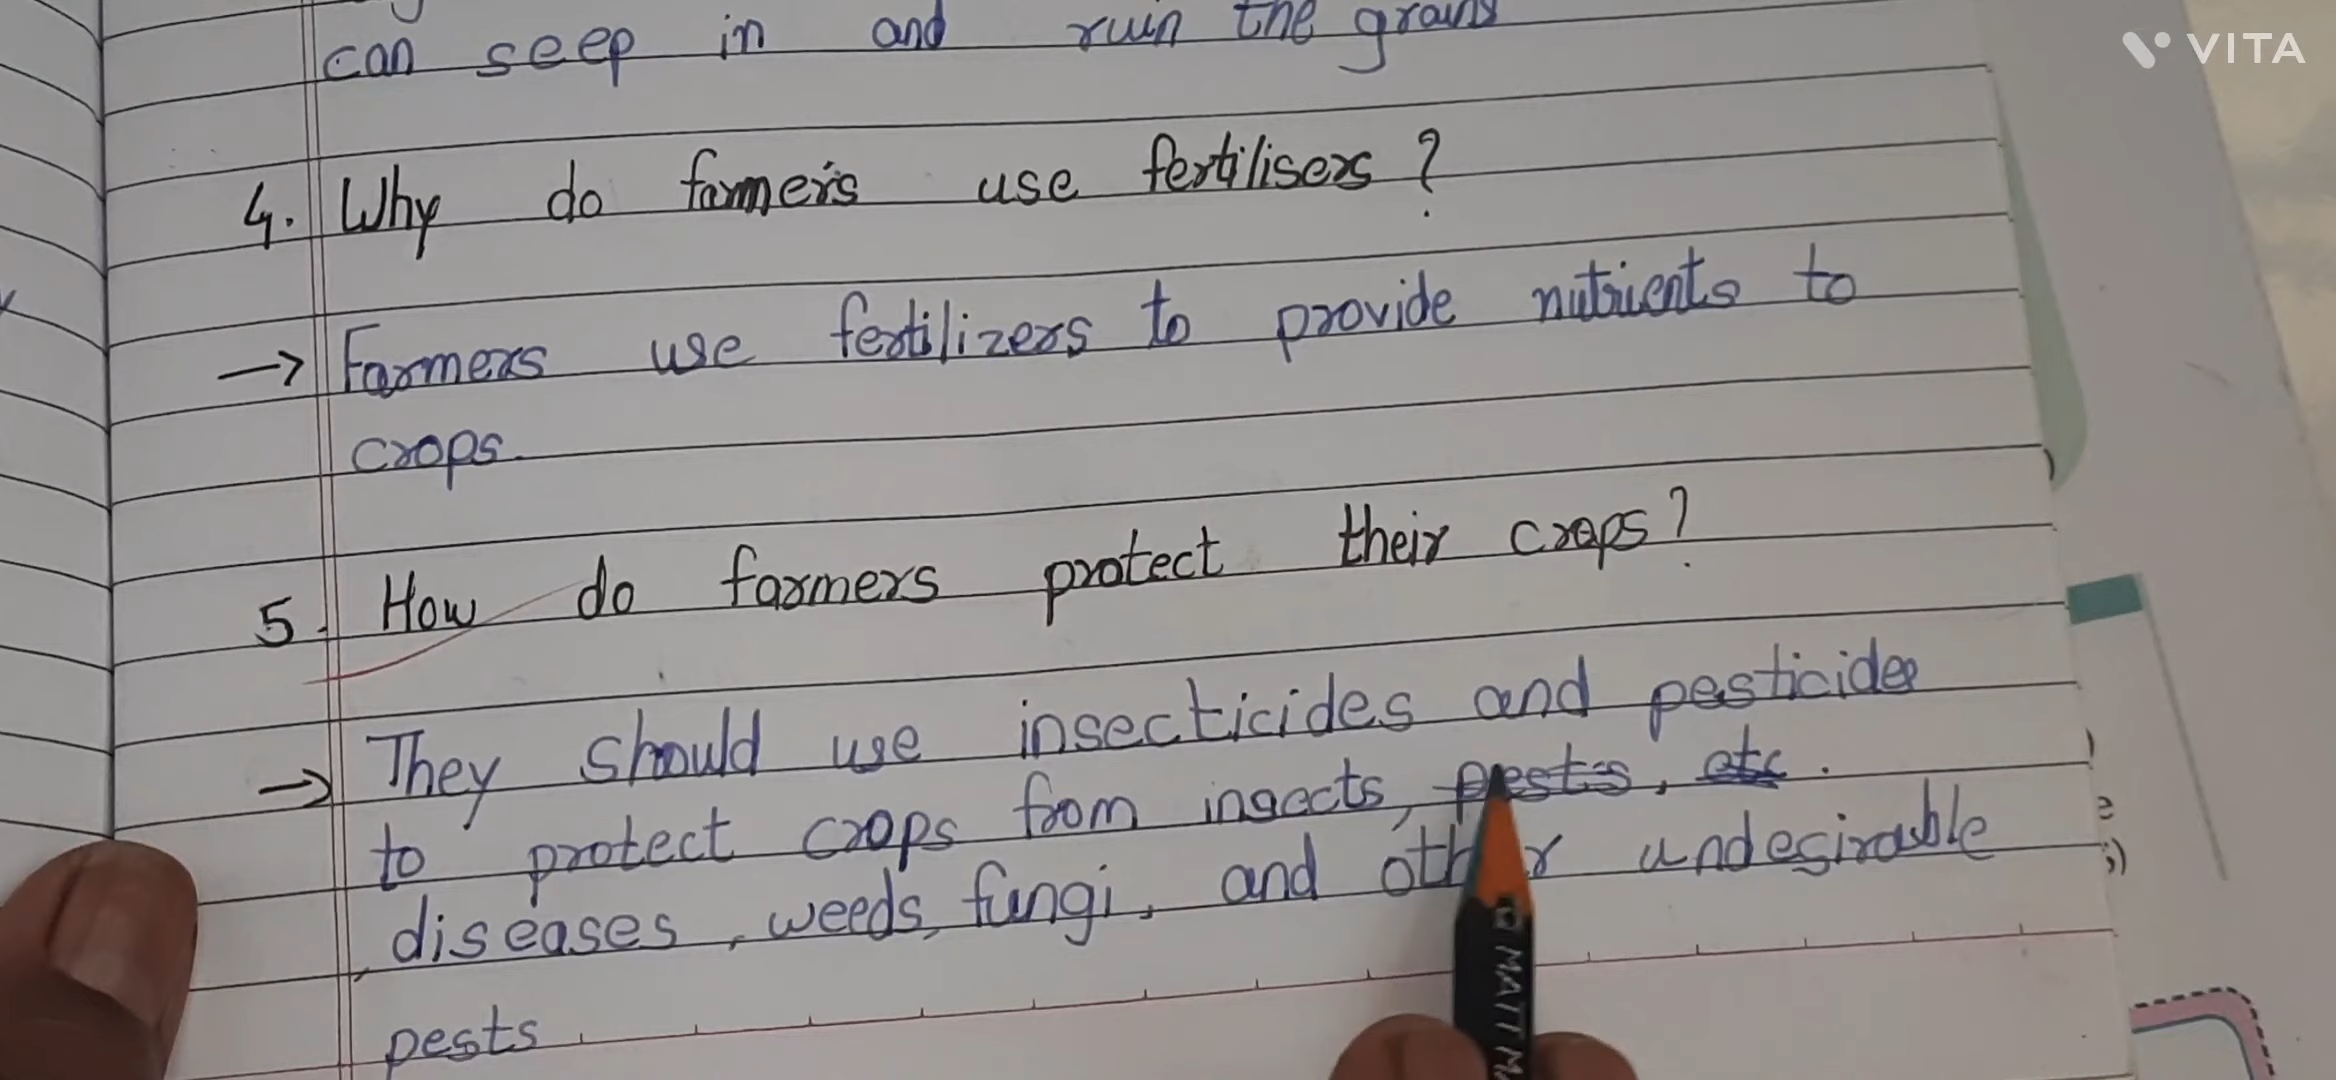 can seep in and ruin the grains
VITA
4. Why do farmers use fertilisers?
→ Farmers use fertilizers to provide nutrients to
crops.
5. How do farmers protect their crops?
→ They should use insecticides and pesticides
to protect crops from insects, pests, etc.
diseases, weeds, fungi, and other undesirable
pests
MATT